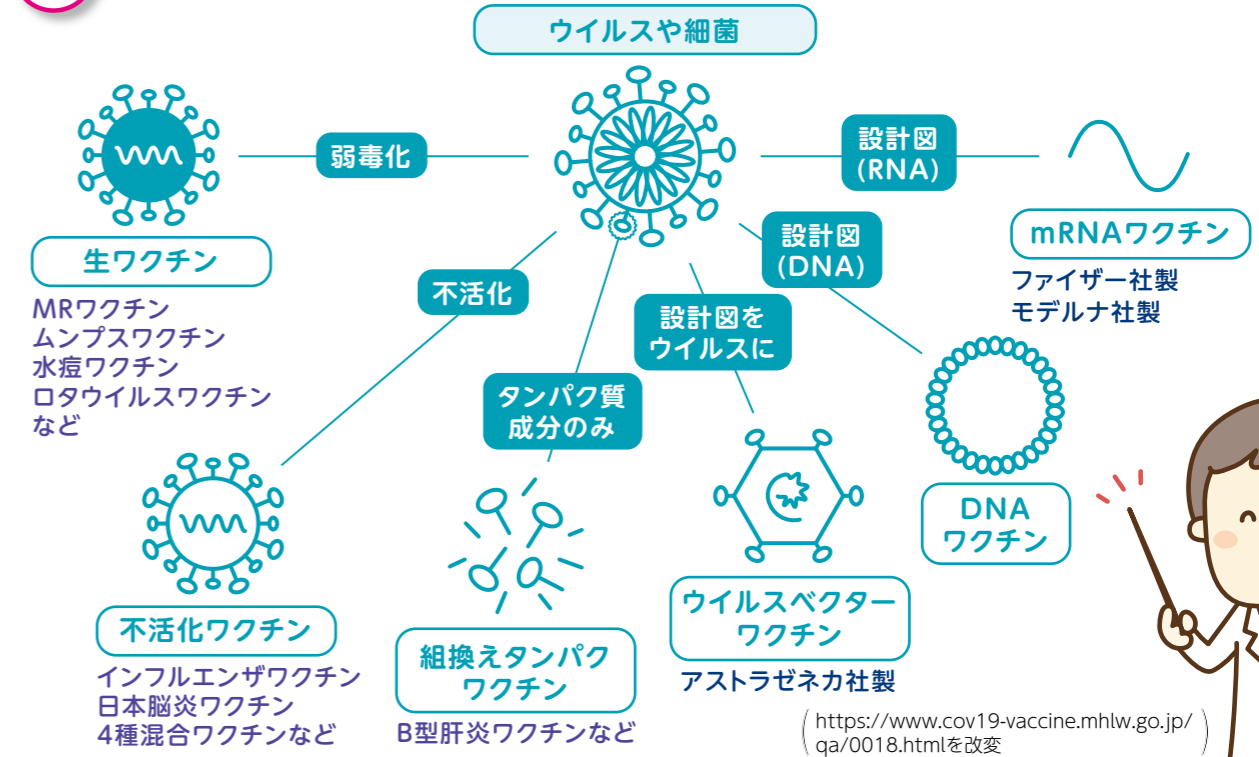 ウイルスや細菌
弱毒化
設計図
(RNA)
生ワクチン
MRワクチン
ムンプスワクチン
水痘ワクチン
ロタウイルスワクチン
など
mRNAワクチン
ファイザー社製
モデルナ社製
設計図
(DNA)
不活化
設計図を
ウイルスに
タンパク質
成分のみ
DNA
ワクチン
不活化ワクチン
インフルエンザワクチン
日本脳炎ワクチン
4種混合ワクチンなど
組換えタンパク
ワクチン
B型肝炎ワクチンなど
ウイルスベクター
ワクチン
アストラゼネカ社製
(https://www.cov19-vaccine.mhlw.go.jp/
qa/0018.htmlを改変)